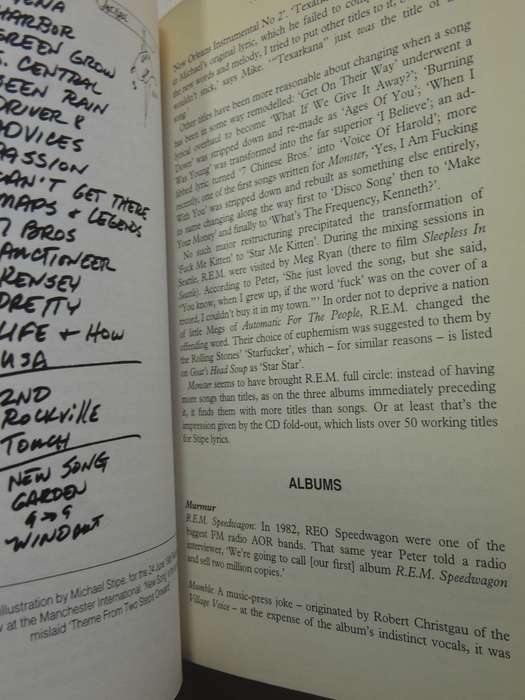 HARBOR
GREEN GROW
S. CENTRAL
SEEN RAIN
DRIVER 8
PASSION
CAN'T GET THERE
MAPS & LEGENDS
7 BROS
AUCTIONEER
KENSEY
PRETTY
LIFE + HOW
USA
2ND
ROCKVILLE
TOUCH
NEW SONG
GARDEN
9→9
WINDOUT
illustration by Michael Stipe, for the 24 June 1984
at the Manchester International. 'New Song'
mislaid 'Theme From Two Steps Onward'.
New Orleans Instrumental No 2'. 'Texarkana'
to Michael's original lyric, which he failed to
the new words and melody, I tried to put other titles to it,
wouldn't stick,' says Mike. '"Texarkana" just was the title of
song.'
Other titles have been more reasonable about changing when a song
has been in some way remodelled. 'Get On Their Way' underwent a
lyrical overhaul to become 'What If We Give It Away?'; 'Burning
Down' was stripped down and re-made as 'Ages Of You'; 'When I
Was Young' was transformed into the far superior 'I Believe'; an ad-
libbed lyric turned '7 Chinese Bros.' into 'Voice Of Harold'; more
recently, one of the first songs written for Monster, 'Yes, I Am Fucking
With You' was stripped down and rebuilt as something else entirely,
its name changing along the way first to 'Disco Song' then to 'Make
Your Money' and finally to 'What's The Frequency, Kenneth?'.
No such major restructuring precipitated the transformation of
'Fuck Me Kitten' to 'Star Me Kitten'. During the mixing sessions in
Seattle, R.E.M. were visited by Meg Ryan (there to film Sleepless In
Seattle). According to Peter, 'She just loved the song, but she said,
"You know, when I grew up, if the word 'fuck' was on the cover of a
record, I couldn't buy it in my town."' In order not to deprive a nation
of little Megs of Automatic For The People, R.E.M. changed the
offending word. Their choice of euphemism was suggested to them by
the Rolling Stones' 'Starfucker', which – for similar reasons – is listed
on Goat's Head Soup as 'Star Star'.
Monster seems to have brought R.E.M. full circle: instead of having
more songs than titles, as on the three albums immediately preceding
it, it finds them with more titles than songs. Or at least that's the
impression given by the CD fold-out, which lists over 50 working titles
for Stipe lyrics.
ALBUMS
Murmur
R.E.M. Speedwagon: In 1982, REO Speedwagon were one of the
biggest FM radio AOR bands. That same year Peter told a radio
interviewer, 'We're going to call [our first] album R.E.M. Speedwagon
and sell two million copies.'
Mumble: A music-press joke – originated by Robert Christgau of the
Village Voice – at the expense of the album's indistinct vocals, it was